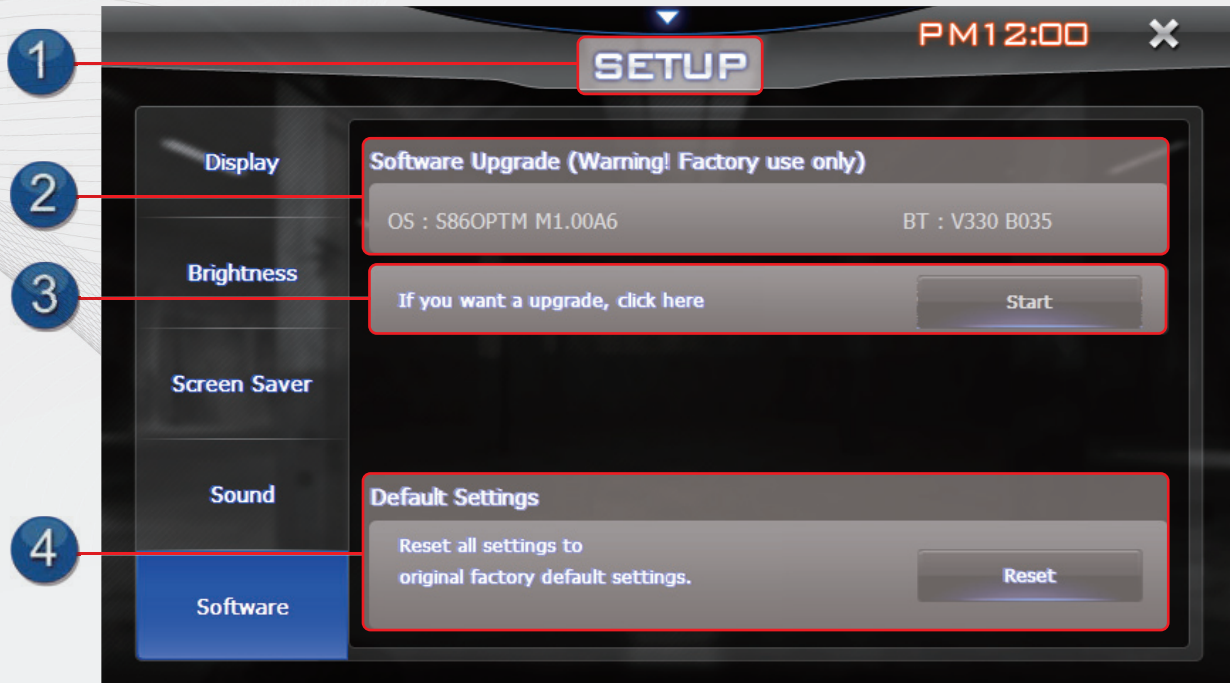 1
SETUP
PM12:00
Display
Software Upgrade (Warning! Factory use only)
2
OS : S86OPTM M1.00A6
BT : V330 B035
Brightness
3
If you want a upgrade, click here
Start
Screen Saver
Sound
Default Settings
4
Reset all settings to
original factory default settings.
Reset
Software